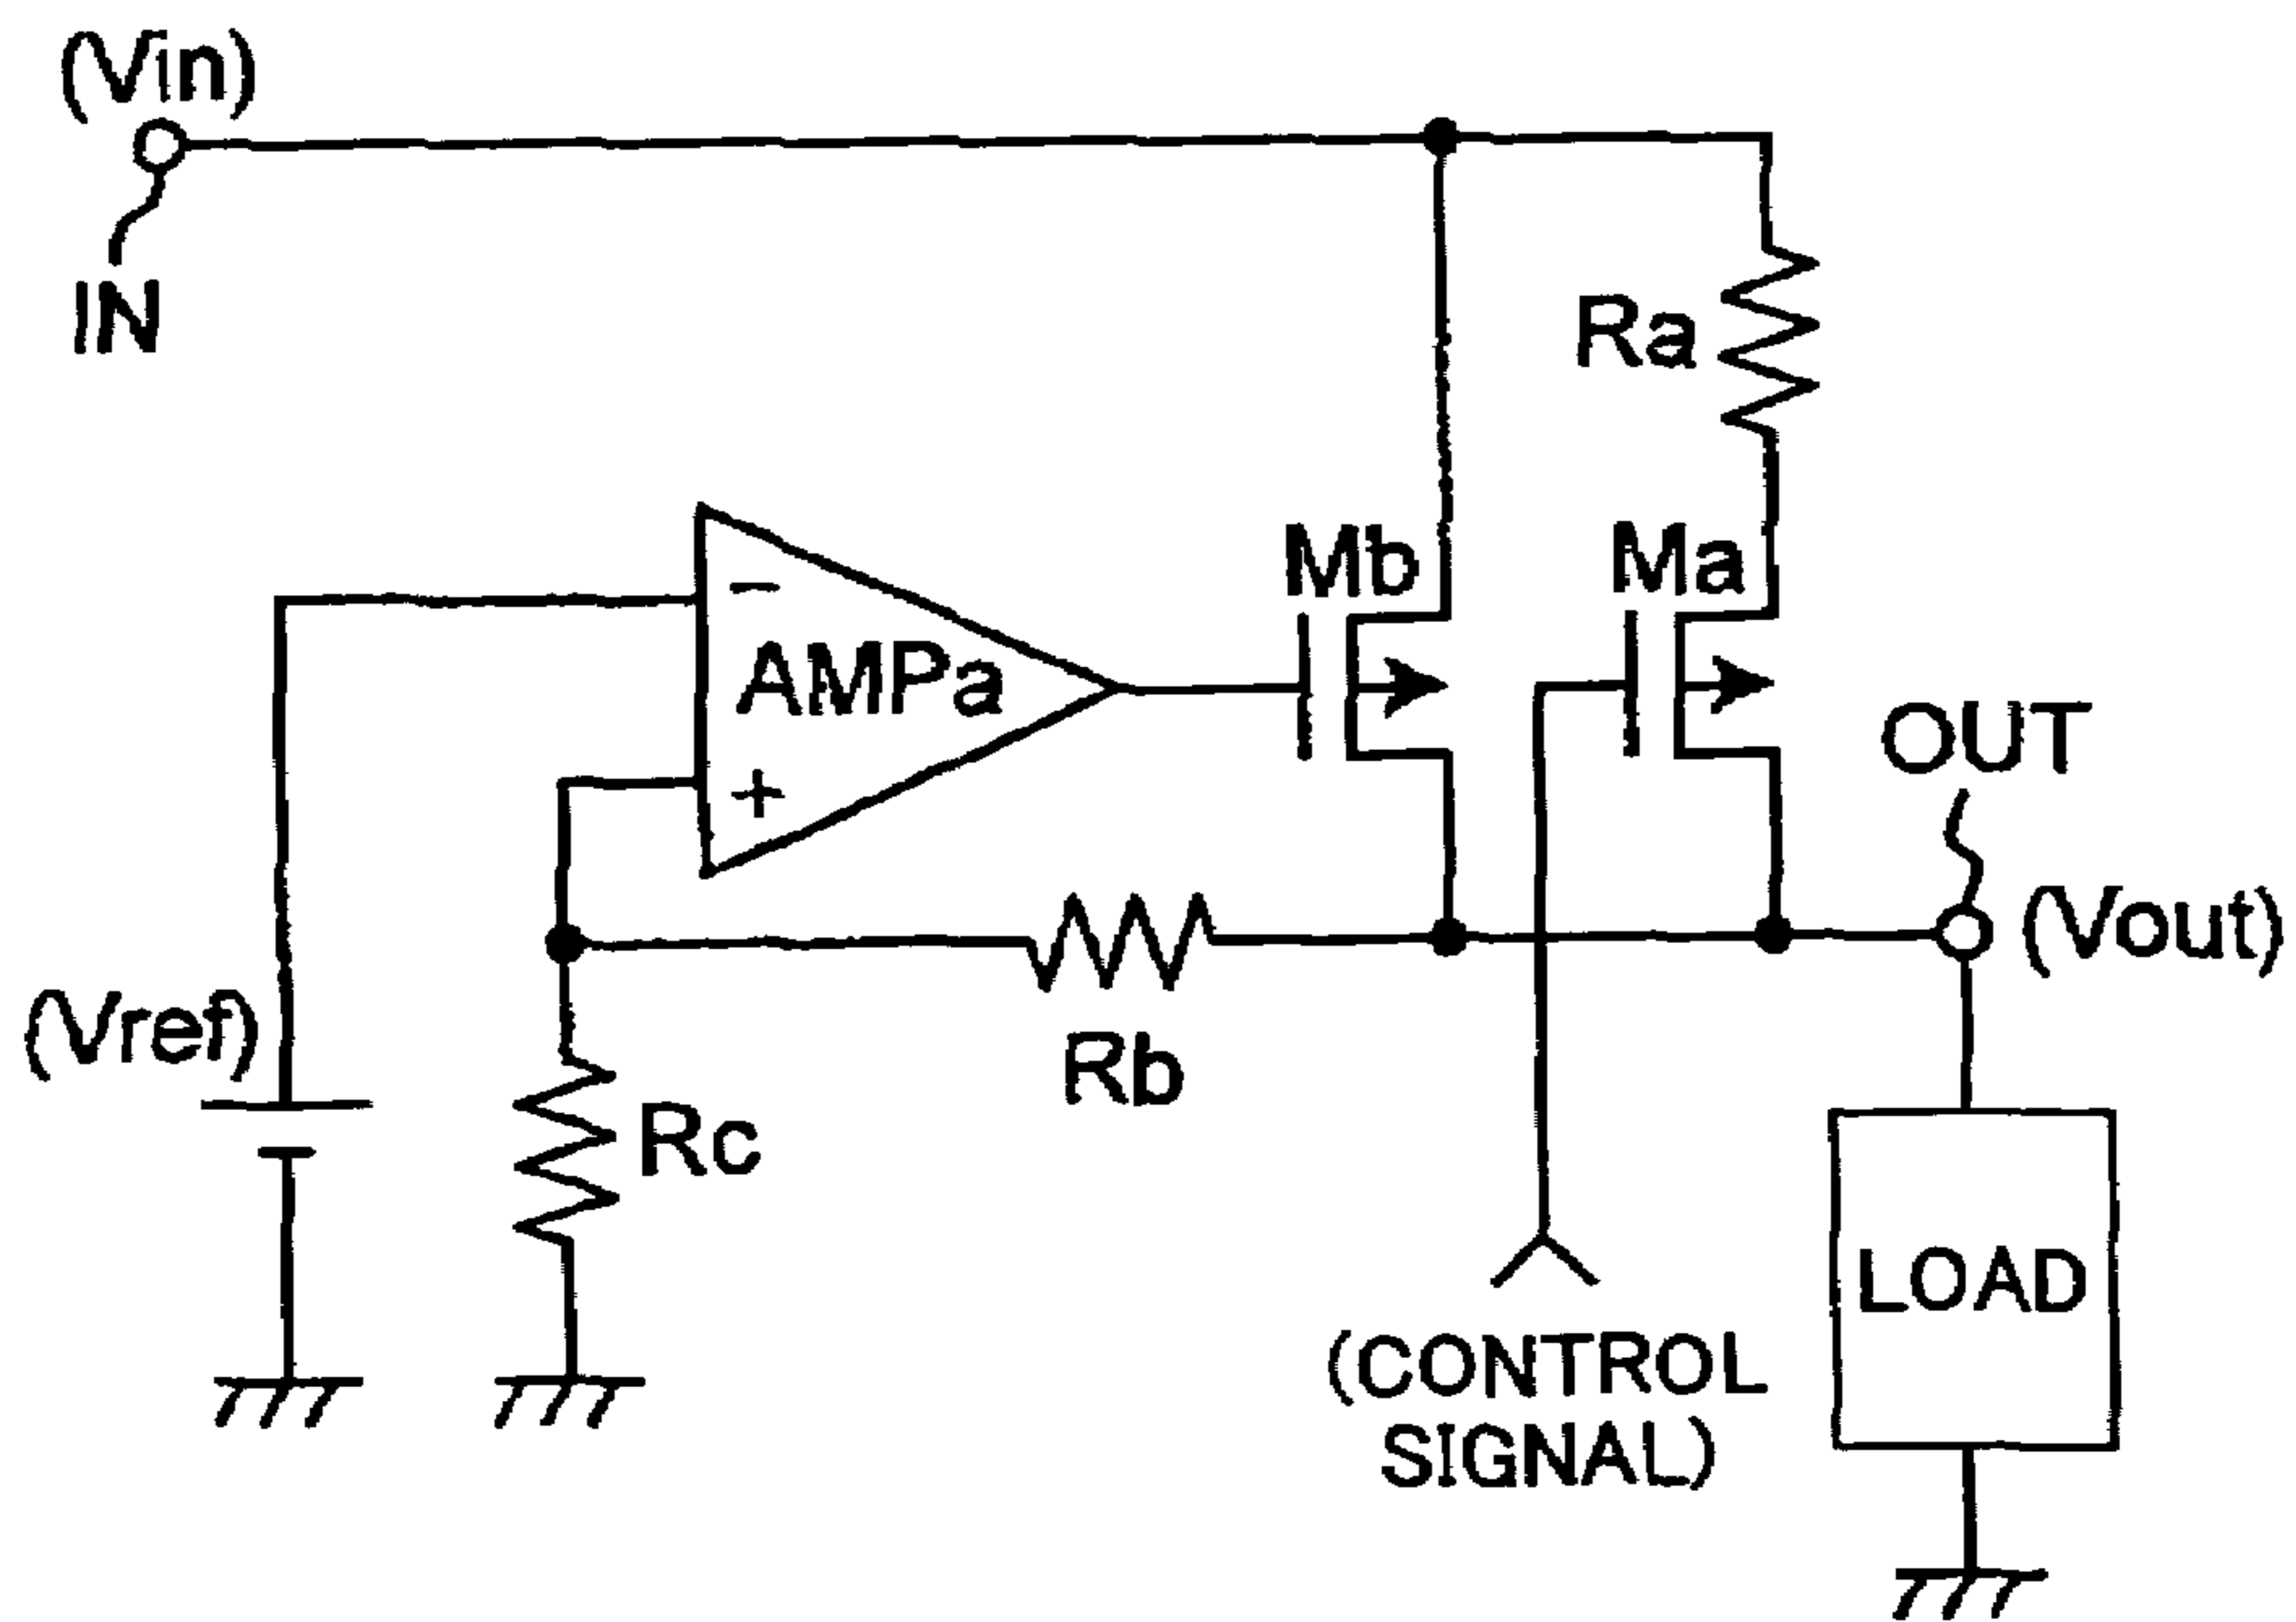 (Vin)
IN
Ra
Mb
Ma
−
AMPa
+
OUT
(Vout)
(Vref)
Rb
Rc
LOAD
(CONTROL
SIGNAL)